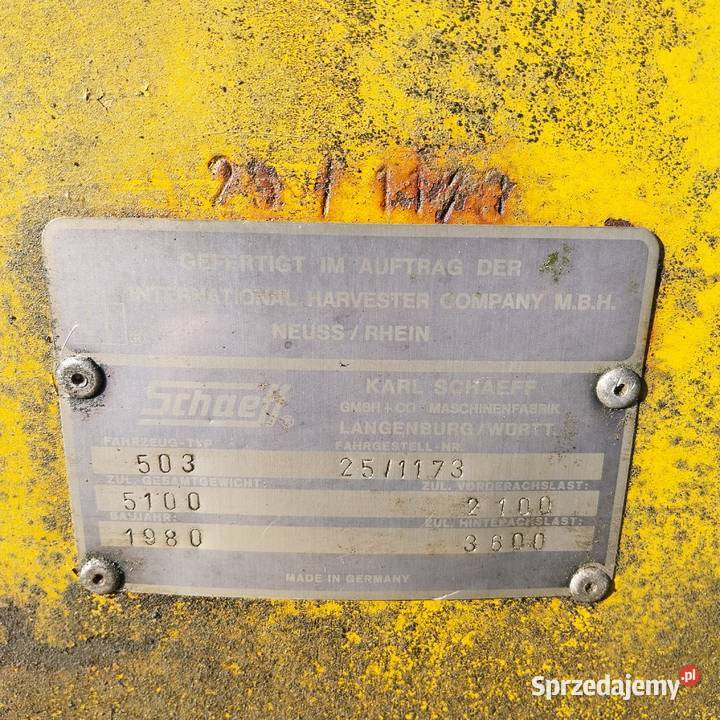 25/1173
GEFERTIGT IM AUFTRAG DER
INTERNATIONAL HARVESTER COMPANY M.B.H.
NEUSS/RHEIN
Schaeff
KARL SCHAEFF
GMBH + CO · MASCHINENFABRIK
LANGENBURG/WÜRTT.
FAHRZEUG-TYP
FAHRGESTELL-NR.
503
25/1173
ZUL. GESAMTGEWICHT:
ZUL. VORDERACHSLAST:
5100
2100
BAUJAHR:
ZUL. HINTERACHSLAST:
1980
3600
MADE IN GERMANY
Sprzedajemy.pl